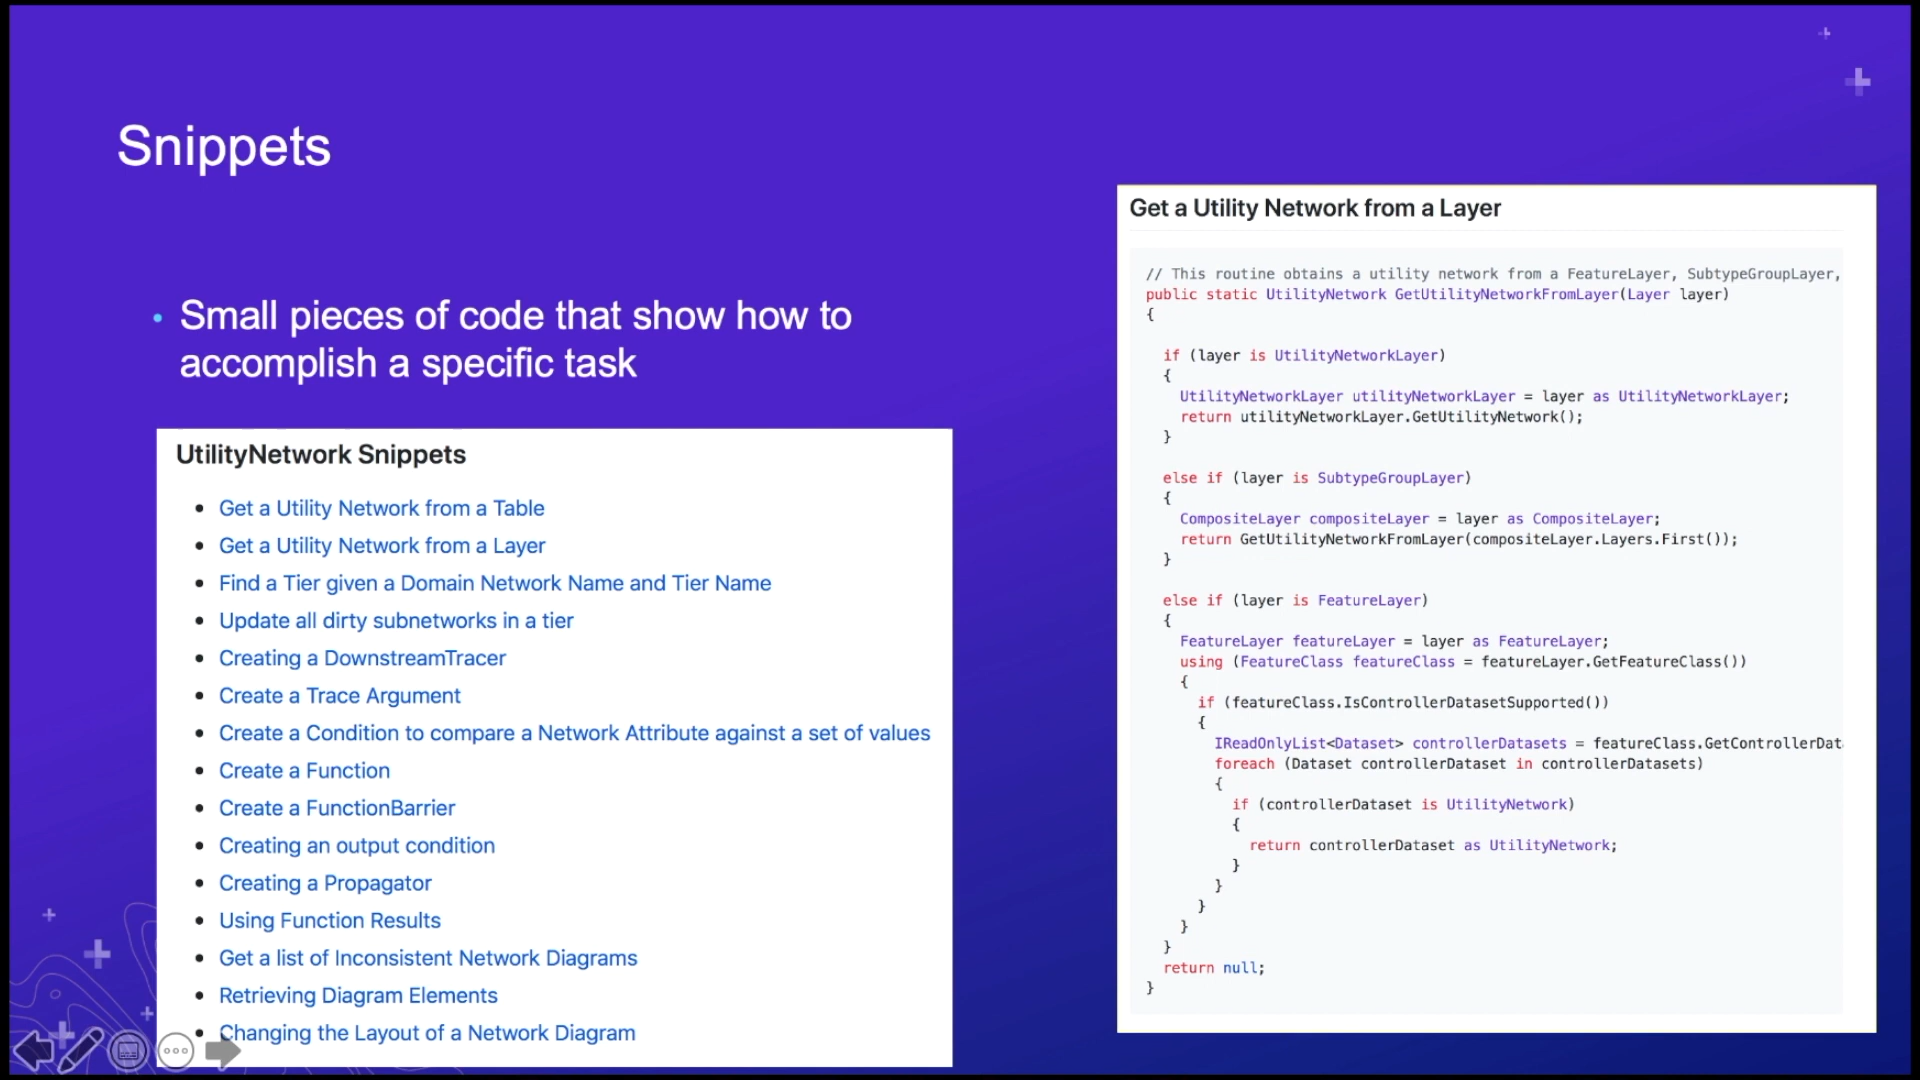 Snippets
• Small pieces of code that show how to
accomplish a specific task
UtilityNetwork Snippets
• Get a Utility Network from a Table
• Get a Utility Network from a Layer
• Find a Tier given a Domain Network Name and Tier Name
• Update all dirty subnetworks in a tier
• Creating a DownstreamTracer
• Create a Trace Argument
• Create a Condition to compare a Network Attribute against a set of values
• Create a Function
• Create a FunctionBarrier
• Creating an output condition
• Creating a Propagator
• Using Function Results
• Get a list of Inconsistent Network Diagrams
• Retrieving Diagram Elements
• Changing the Layout of a Network Diagram
Get a Utility Network from a Layer
// This routine obtains a utility network from a FeatureLayer, SubtypeGroupLayer,
public static UtilityNetwork GetUtilityNetworkFromLayer(Layer layer)
{
if (layer is UtilityNetworkLayer)
{
UtilityNetworkLayer utilityNetworkLayer = layer as UtilityNetworkLayer;
return utilityNetworkLayer.GetUtilityNetwork();
}
else if (layer is SubtypeGroupLayer)
{
CompositeLayer compositeLayer = layer as CompositeLayer;
return GetUtilityNetworkFromLayer(compositeLayer.Layers.First());
}
else if (layer is FeatureLayer)
{
FeatureLayer featureLayer = layer as FeatureLayer;
using (FeatureClass featureClass = featureLayer.GetFeatureClass())
{
if (featureClass.IsControllerDatasetSupported())
{
IReadOnlyList<Dataset> controllerDatasets = featureClass.GetControllerDat
foreach (Dataset controllerDataset in controllerDatasets)
{
if (controllerDataset is UtilityNetwork)
{
return controllerDataset as UtilityNetwork;
}
}
}
}
}
return null;
}